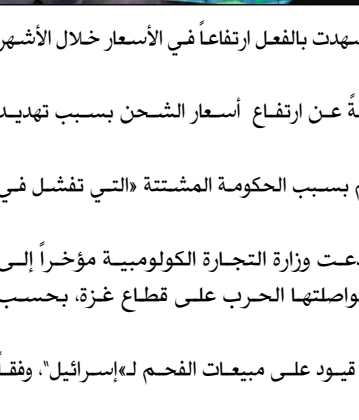 شهدت بالفعل ارتفاعاً في الأسعار خلال الأشهر
عن ارتفاع أسعار الشحن بسبب تهديد
بسبب الحكومة المشتتة «التي تفشل في
دعت وزارة التجارة الكولومبية مؤخراً إلى
مواصلتها الحرب على قطاع غزة، بحسب
قيود على مبيعات الفحم لـ»إسرائيل"، وفقاً